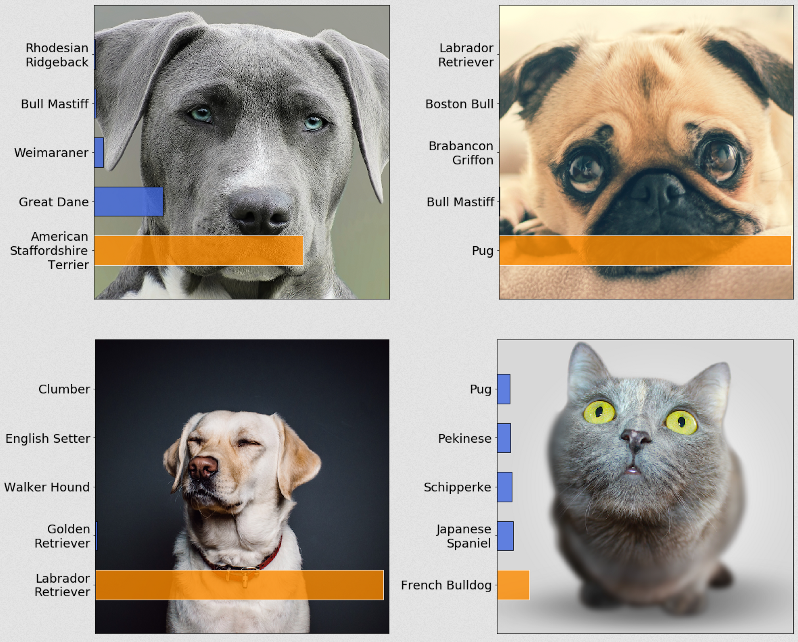 Rhodesian
Ridgeback
Bull Mastiff
Weimaraner
Great Dane
American
Staffordshire
Terrier
Labrador
Retriever
Boston Bull
Brabancon
Griffon
Bull Mastiff
Pug
Clumber
English Setter
Walker Hound
Golden
Retriever
Labrador
Retriever
Pug
Pekinese
Schipperke
Japanese
Spaniel
French Bulldog